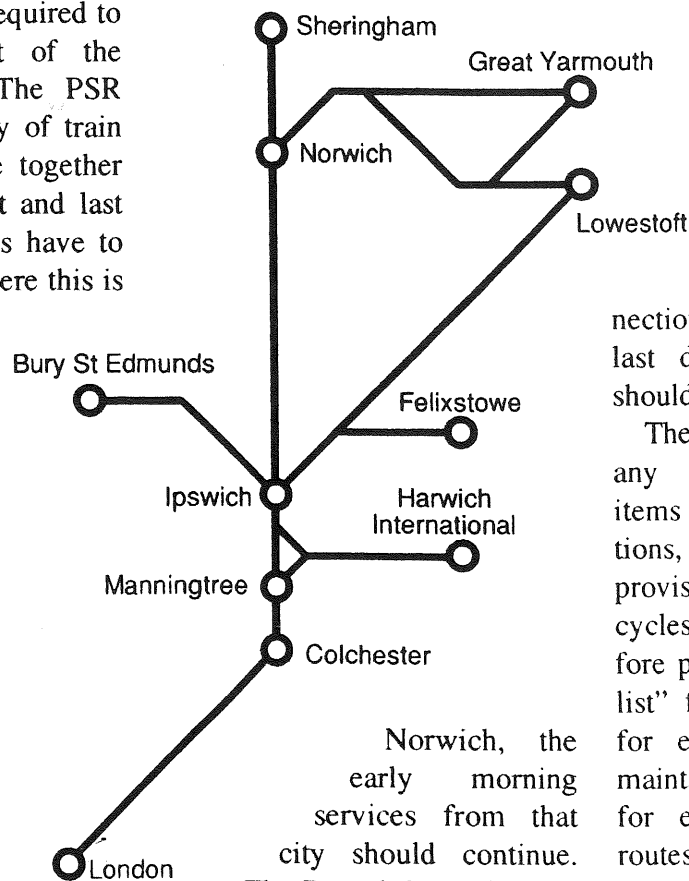 equired to
t of the
The PSR
y of train
e together
t and last
s have to
ere this is
Sheringham
Great Yarmouth
Norwich
Lowestoft
Bury St Edmunds
Felixstowe
Ipswich
Harwich
International
Manningtree
Colchester
London
Norwich, the
early morning
services from that
city should continue.
nection
last d
should
The
any
items
tions,
provis
cycles
fore p
list” f
for e
maint
for e
routes